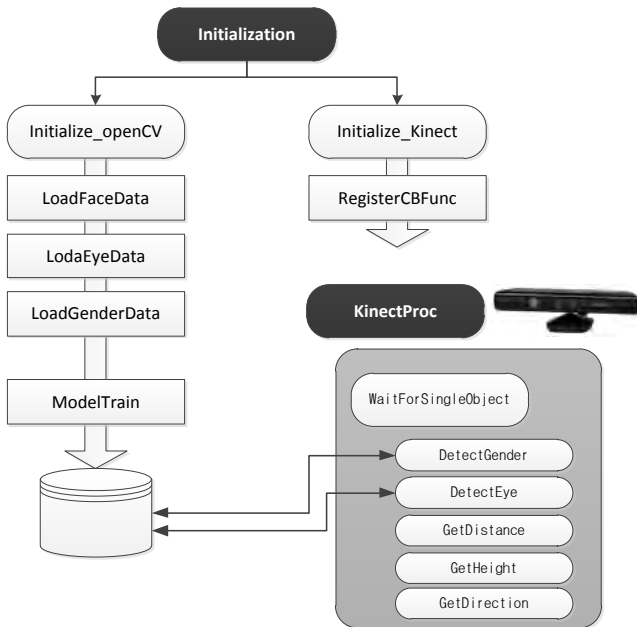 Initialization
Initialize_openCV
Initialize_Kinect
LoadFaceData
RegisterCBFunc
LodaEyeData
LoadGenderData
KinectProc
ModelTrain
WaitForSingleObject
DetectGender
DetectEye
GetDistance
GetHeight
GetDirection